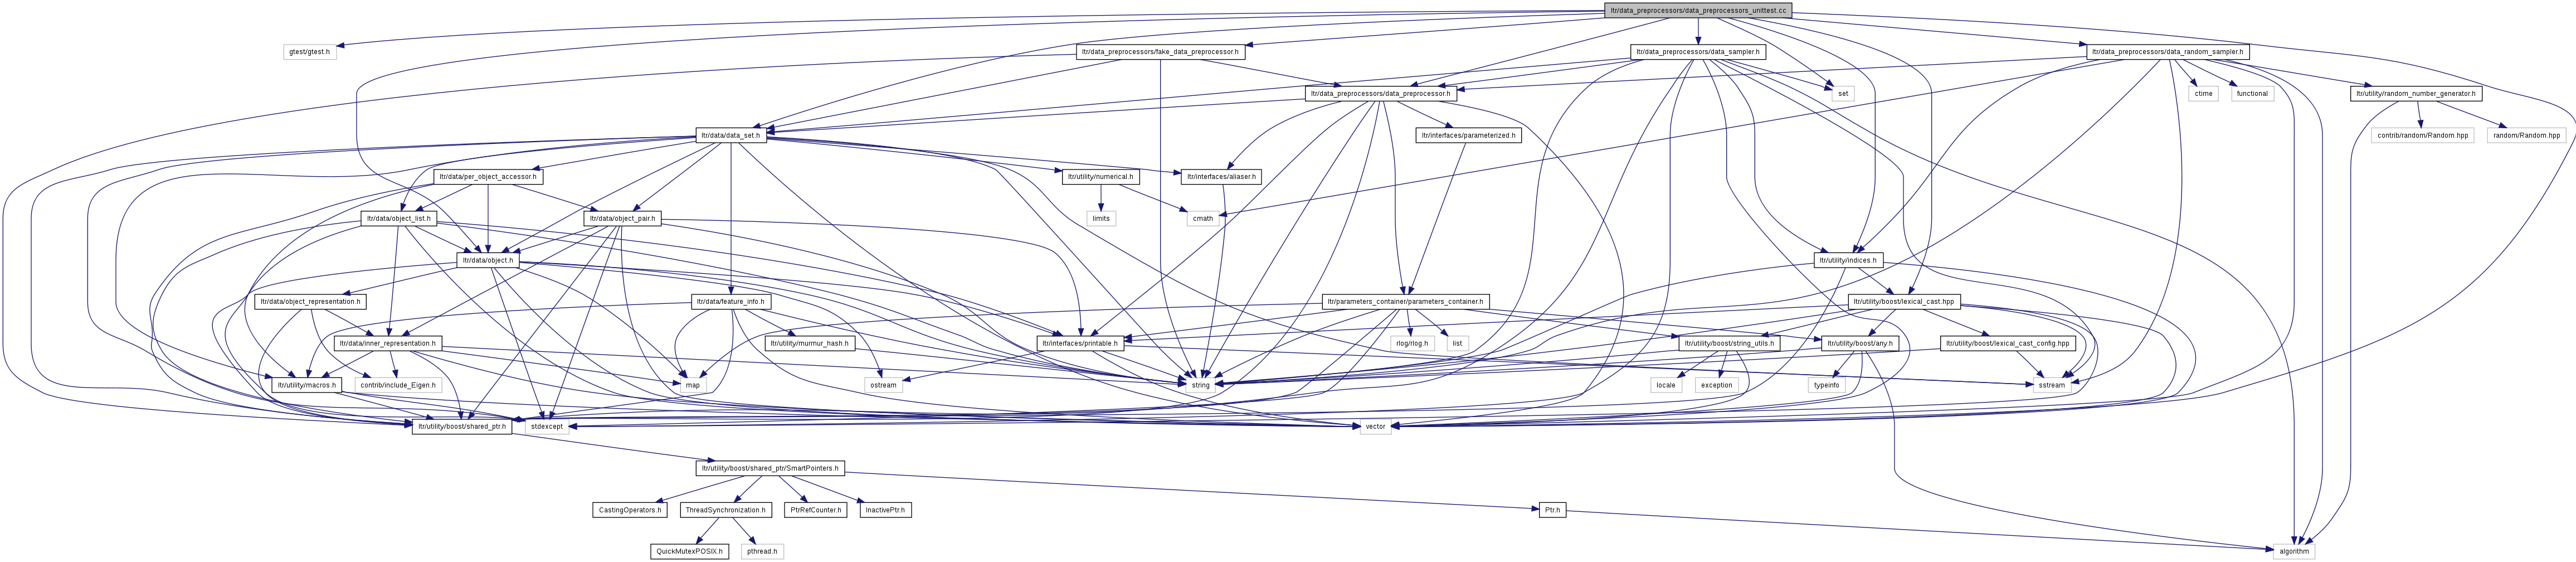 ltr/data_preprocessors/data_preprocessors_unittest.cc
gtest/gtest.h
ltr/data_preprocessors/fake_data_preprocessor.h
ltr/data_preprocessors/data_sampler.h
ltr/data_preprocessors/data_random_sampler.h
ltr/data_preprocessors/data_preprocessor.h
set
ctime
functional
ltr/utility/random_number_generator.h
ltr/data/data_set.h
ltr/interfaces/parameterized.h
contrib/random/Random.hpp
random/Random.hpp
ltr/data/per_object_accessor.h
ltr/utility/numerical.h
ltr/interfaces/aliaser.h
ltr/data/object_list.h
ltr/data/object_pair.h
limits
cmath
ltr/data/object.h
ltr/utility/indices.h
ltr/data/object_representation.h
ltr/data/feature_info.h
ltr/parameters_container/parameters_container.h
ltr/utility/boost/lexical_cast.hpp
ltr/data/inner_representation.h
ltr/utility/murmur_hash.h
ltr/interfaces/printable.h
rlog/rlog.h
list
ltr/utility/boost/string_utils.h
ltr/utility/boost/any.h
ltr/utility/boost/lexical_cast_config.hpp
ltr/utility/macros.h
contrib/include_Eigen.h
map
ostream
string
locale
exception
typeinfo
sstream
ltr/utility/boost/shared_ptr.h
stdexcept
vector
ltr/utility/boost/shared_ptr/SmartPointers.h
CastingOperators.h
ThreadSynchronization.h
PtrRefCounter.h
InactivePtr.h
Ptr.h
QuickMutexPOSIX.h
pthread.h
algorithm